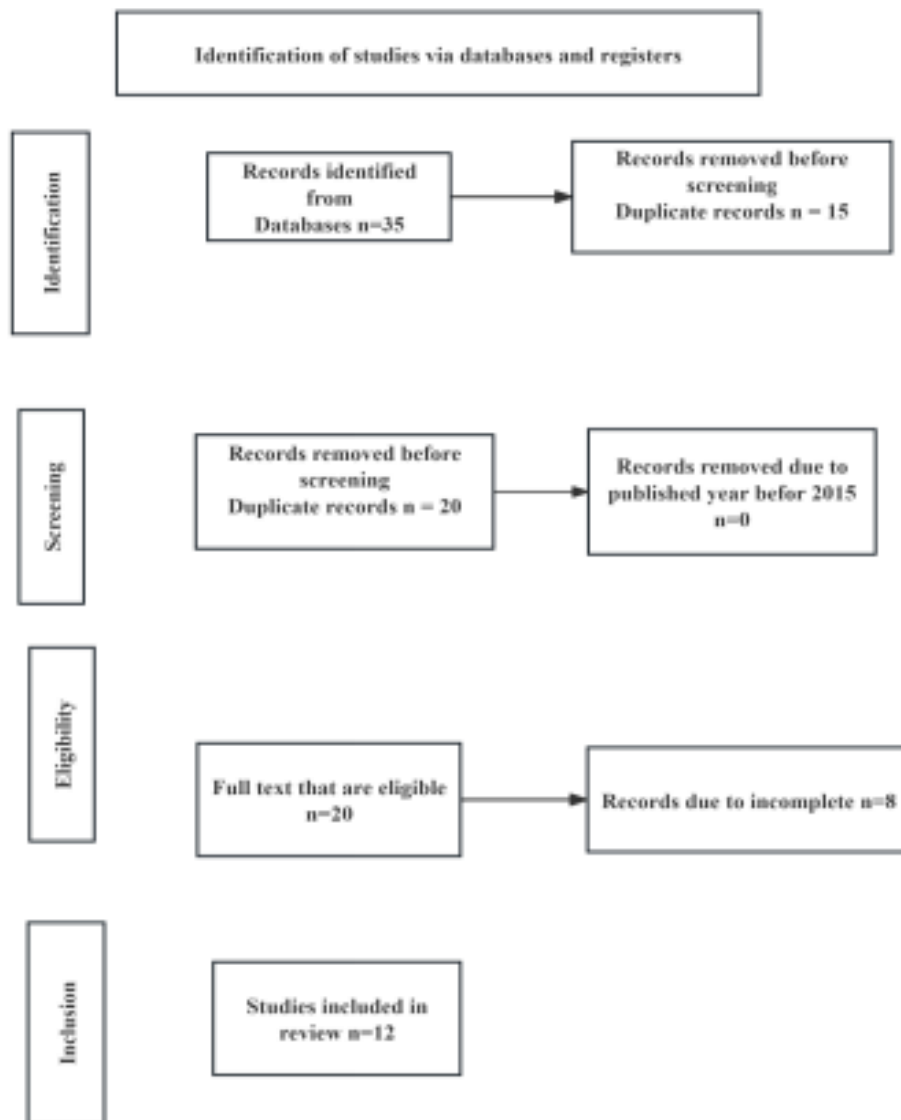 Identification of studies via databases and registers
Identification
Records identified
from
Databases n=35
Records removed before
screening
Duplicate records n = 15
Screening
Records removed before
screening
Duplicate records n = 20
Records removed due to
published year befor 2015
n=0
Eligibility
Full text that are eligible
n=20
Records due to incomplete n=8
Inclusion
Studies included in
review n=12